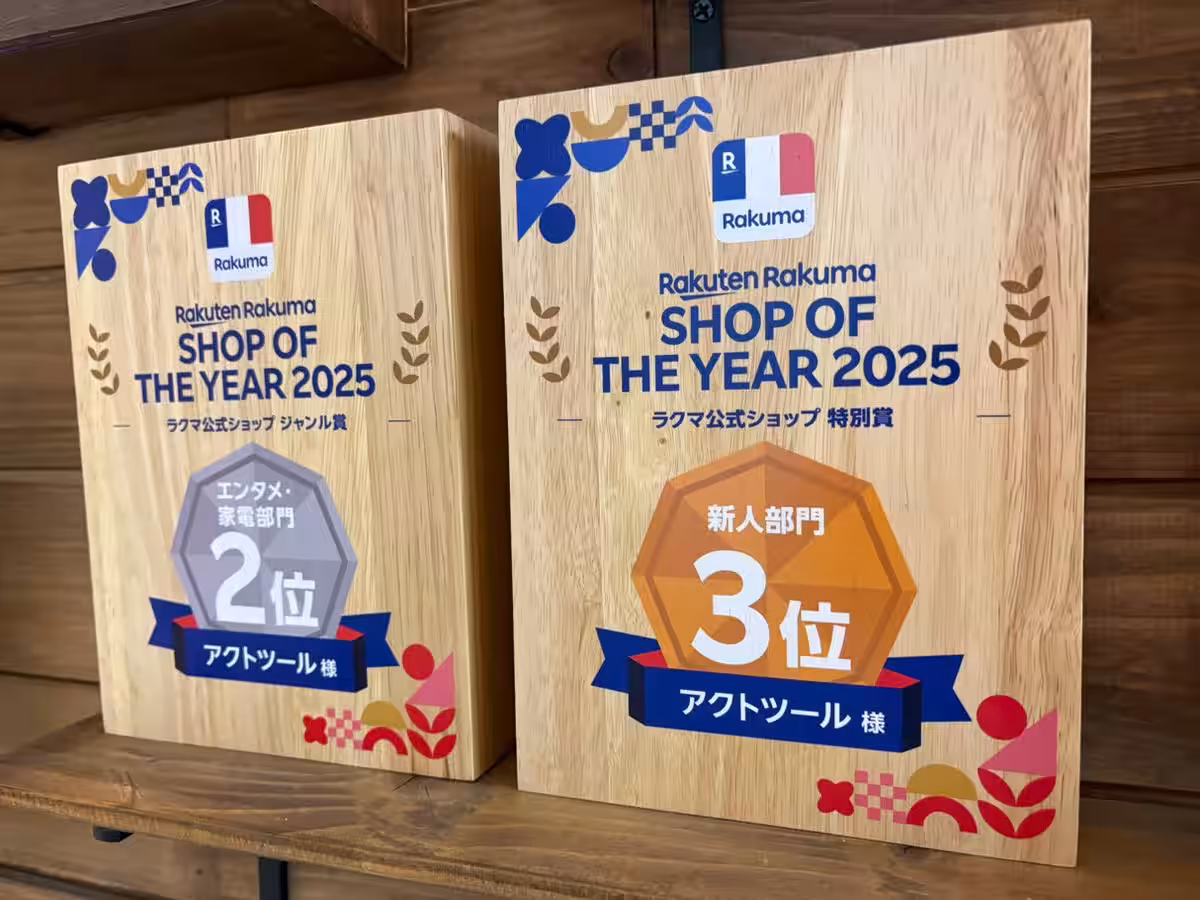 R
Rakuma
Rakuten Rakuma
SHOP OF
THE YEAR 2025
ラクマ公式ショップ ジャンル賞
エンタメ・
家電部門
2位
アクトツール 様
R
Rakuma
Rakuten Rakuma
SHOP OF
THE YEAR 2025
ラクマ公式ショップ 特別賞
新人部門
3位
アクトツール 様